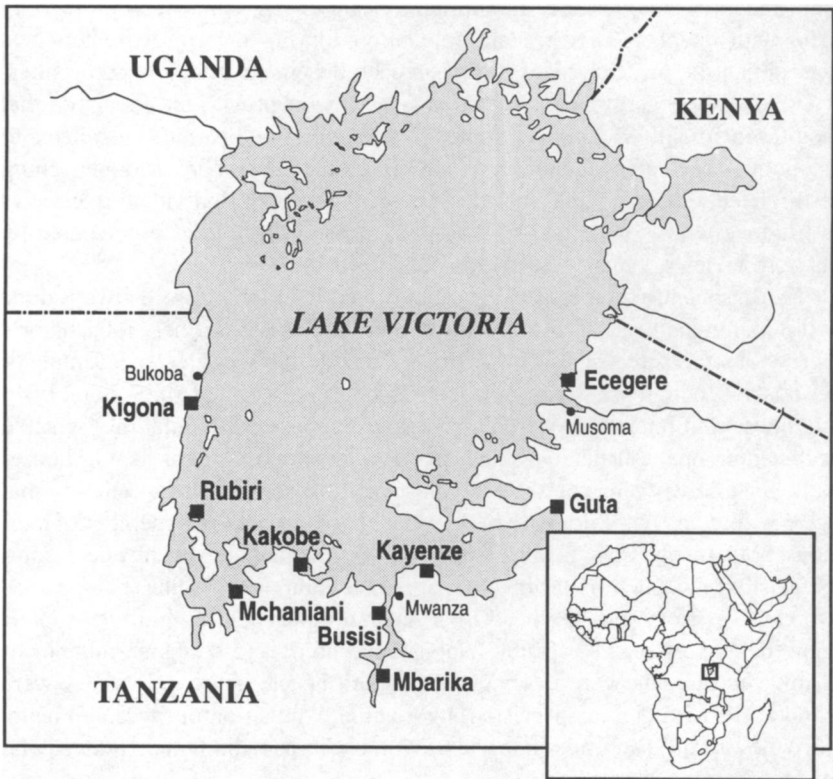 UGANDA
KENYA
LAKE VICTORIA
Bukoba
Kigona
Ecegere
Musoma
Rubiri
Guta
Kakobe
Kayenze
Mchaniani
Mwanza
Busisi
TANZANIA
Mbarika